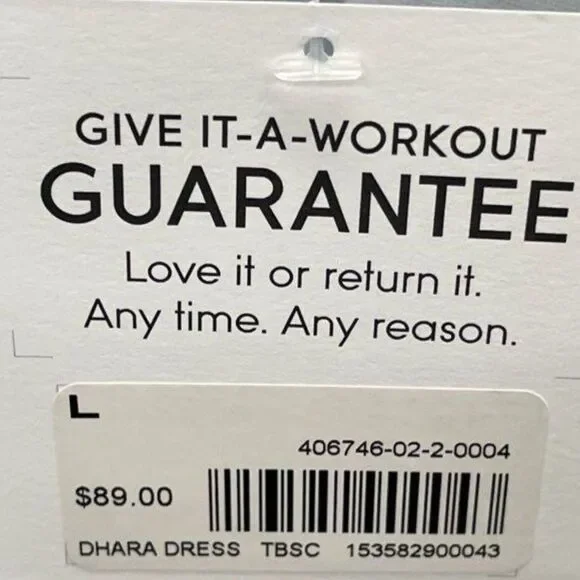 GIVE IT-A-WORKOUT
GUARANTEE
Love it or return it.
Any time. Any reason.
L
406746-02-2-0004
$89.00
DHARA DRESS TBSC 153582900043